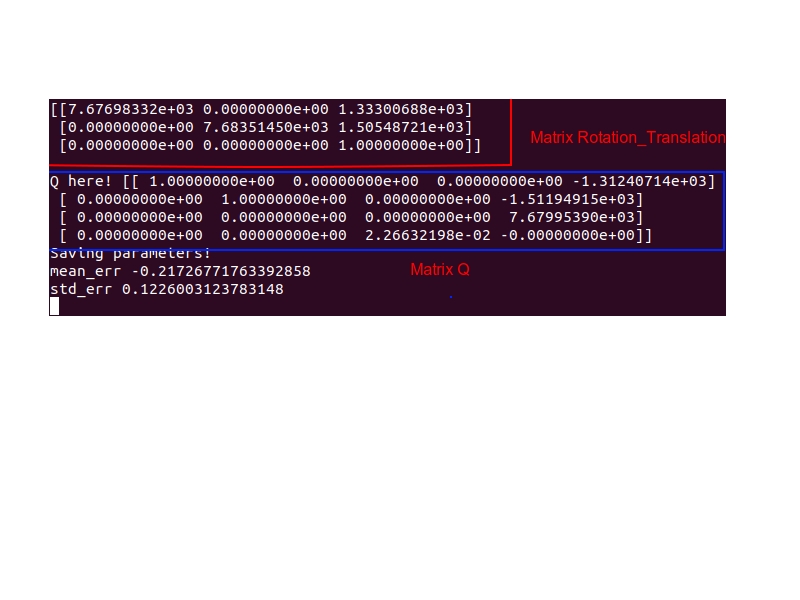 [[7.67698332e+03 0.00000000e+00 1.33300688e+03]
[0.00000000e+00 7.68351450e+03 1.50548721e+03]
Matrix Rotation_Translation
[0.00000000e+00 0.00000000e+00 1.00000000e+00]]
Q here! [[ 1.00000000e+00 0.00000000e+00 0.00000000e+00 -1.31240714e+03]
[ 0.00000000e+00 1.00000000e+00 0.00000000e+00 -1.51194915e+03]
[ 0.00000000e+00 0.00000000e+00 0.00000000e+00 7.67995390e+03]
[ 0.00000000e+00 0.00000000e+00 2.26632198e-02 -0.00000000e+00]]
Saving parameters!
mean_err -0.21726771763392858
Matrix Q
std_err 0.1226003123783148